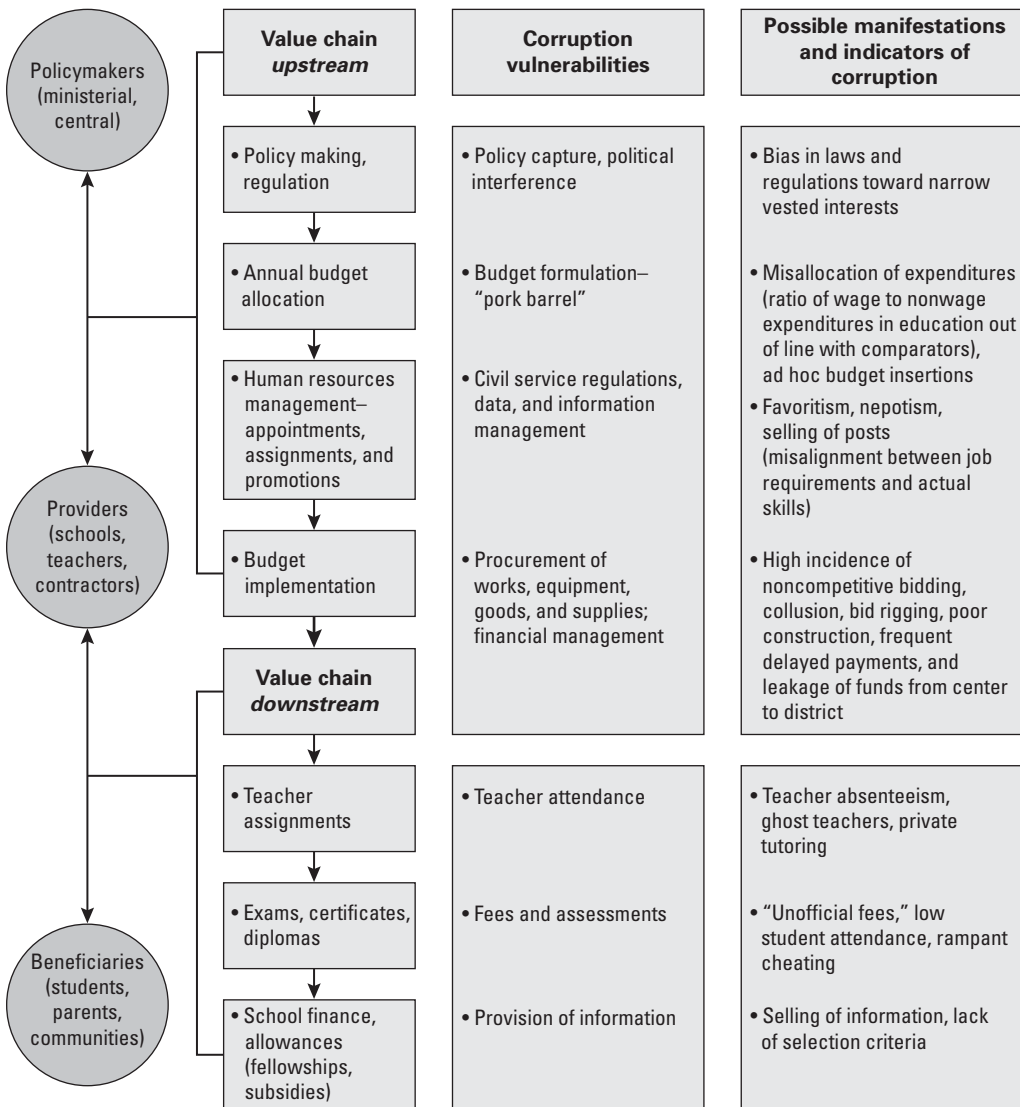 Policymakers
(ministerial,
central)
Providers
(schools,
teachers,
contractors)
Beneficiaries
(students,
parents,
communities)
Value chain
upstream
• Policy making,
regulation
• Annual budget
allocation
• Human resources
management–
appointments,
assignments, and
promotions
• Budget
implementation
Value chain
downstream
• Teacher
assignments
• Exams, certificates,
diplomas
• School finance,
allowances
(fellowships,
subsidies)
Corruption
vulnerabilities
• Policy capture, political
interference
• Budget formulation–
“pork barrel”
• Civil service regulations,
data, and information
management
• Procurement of
works, equipment,
goods, and supplies;
financial management
• Teacher attendance
• Fees and assessments
• Provision of information
Possible manifestations
and indicators of
corruption
• Bias in laws and
regulations toward narrow
vested interests
• Misallocation of expenditures
(ratio of wage to nonwage
expenditures in education out
of line with comparators),
ad hoc budget insertions
• Favoritism, nepotism,
selling of posts
(misalignment between job
requirements and actual
skills)
• High incidence of
noncompetitive bidding,
collusion, bid rigging, poor
construction, frequent
delayed payments, and
leakage of funds from center
to district
• Teacher absenteeism,
ghost teachers, private
tutoring
• “Unofficial fees,” low
student attendance, rampant
cheating
• Selling of information, lack
of selection criteria